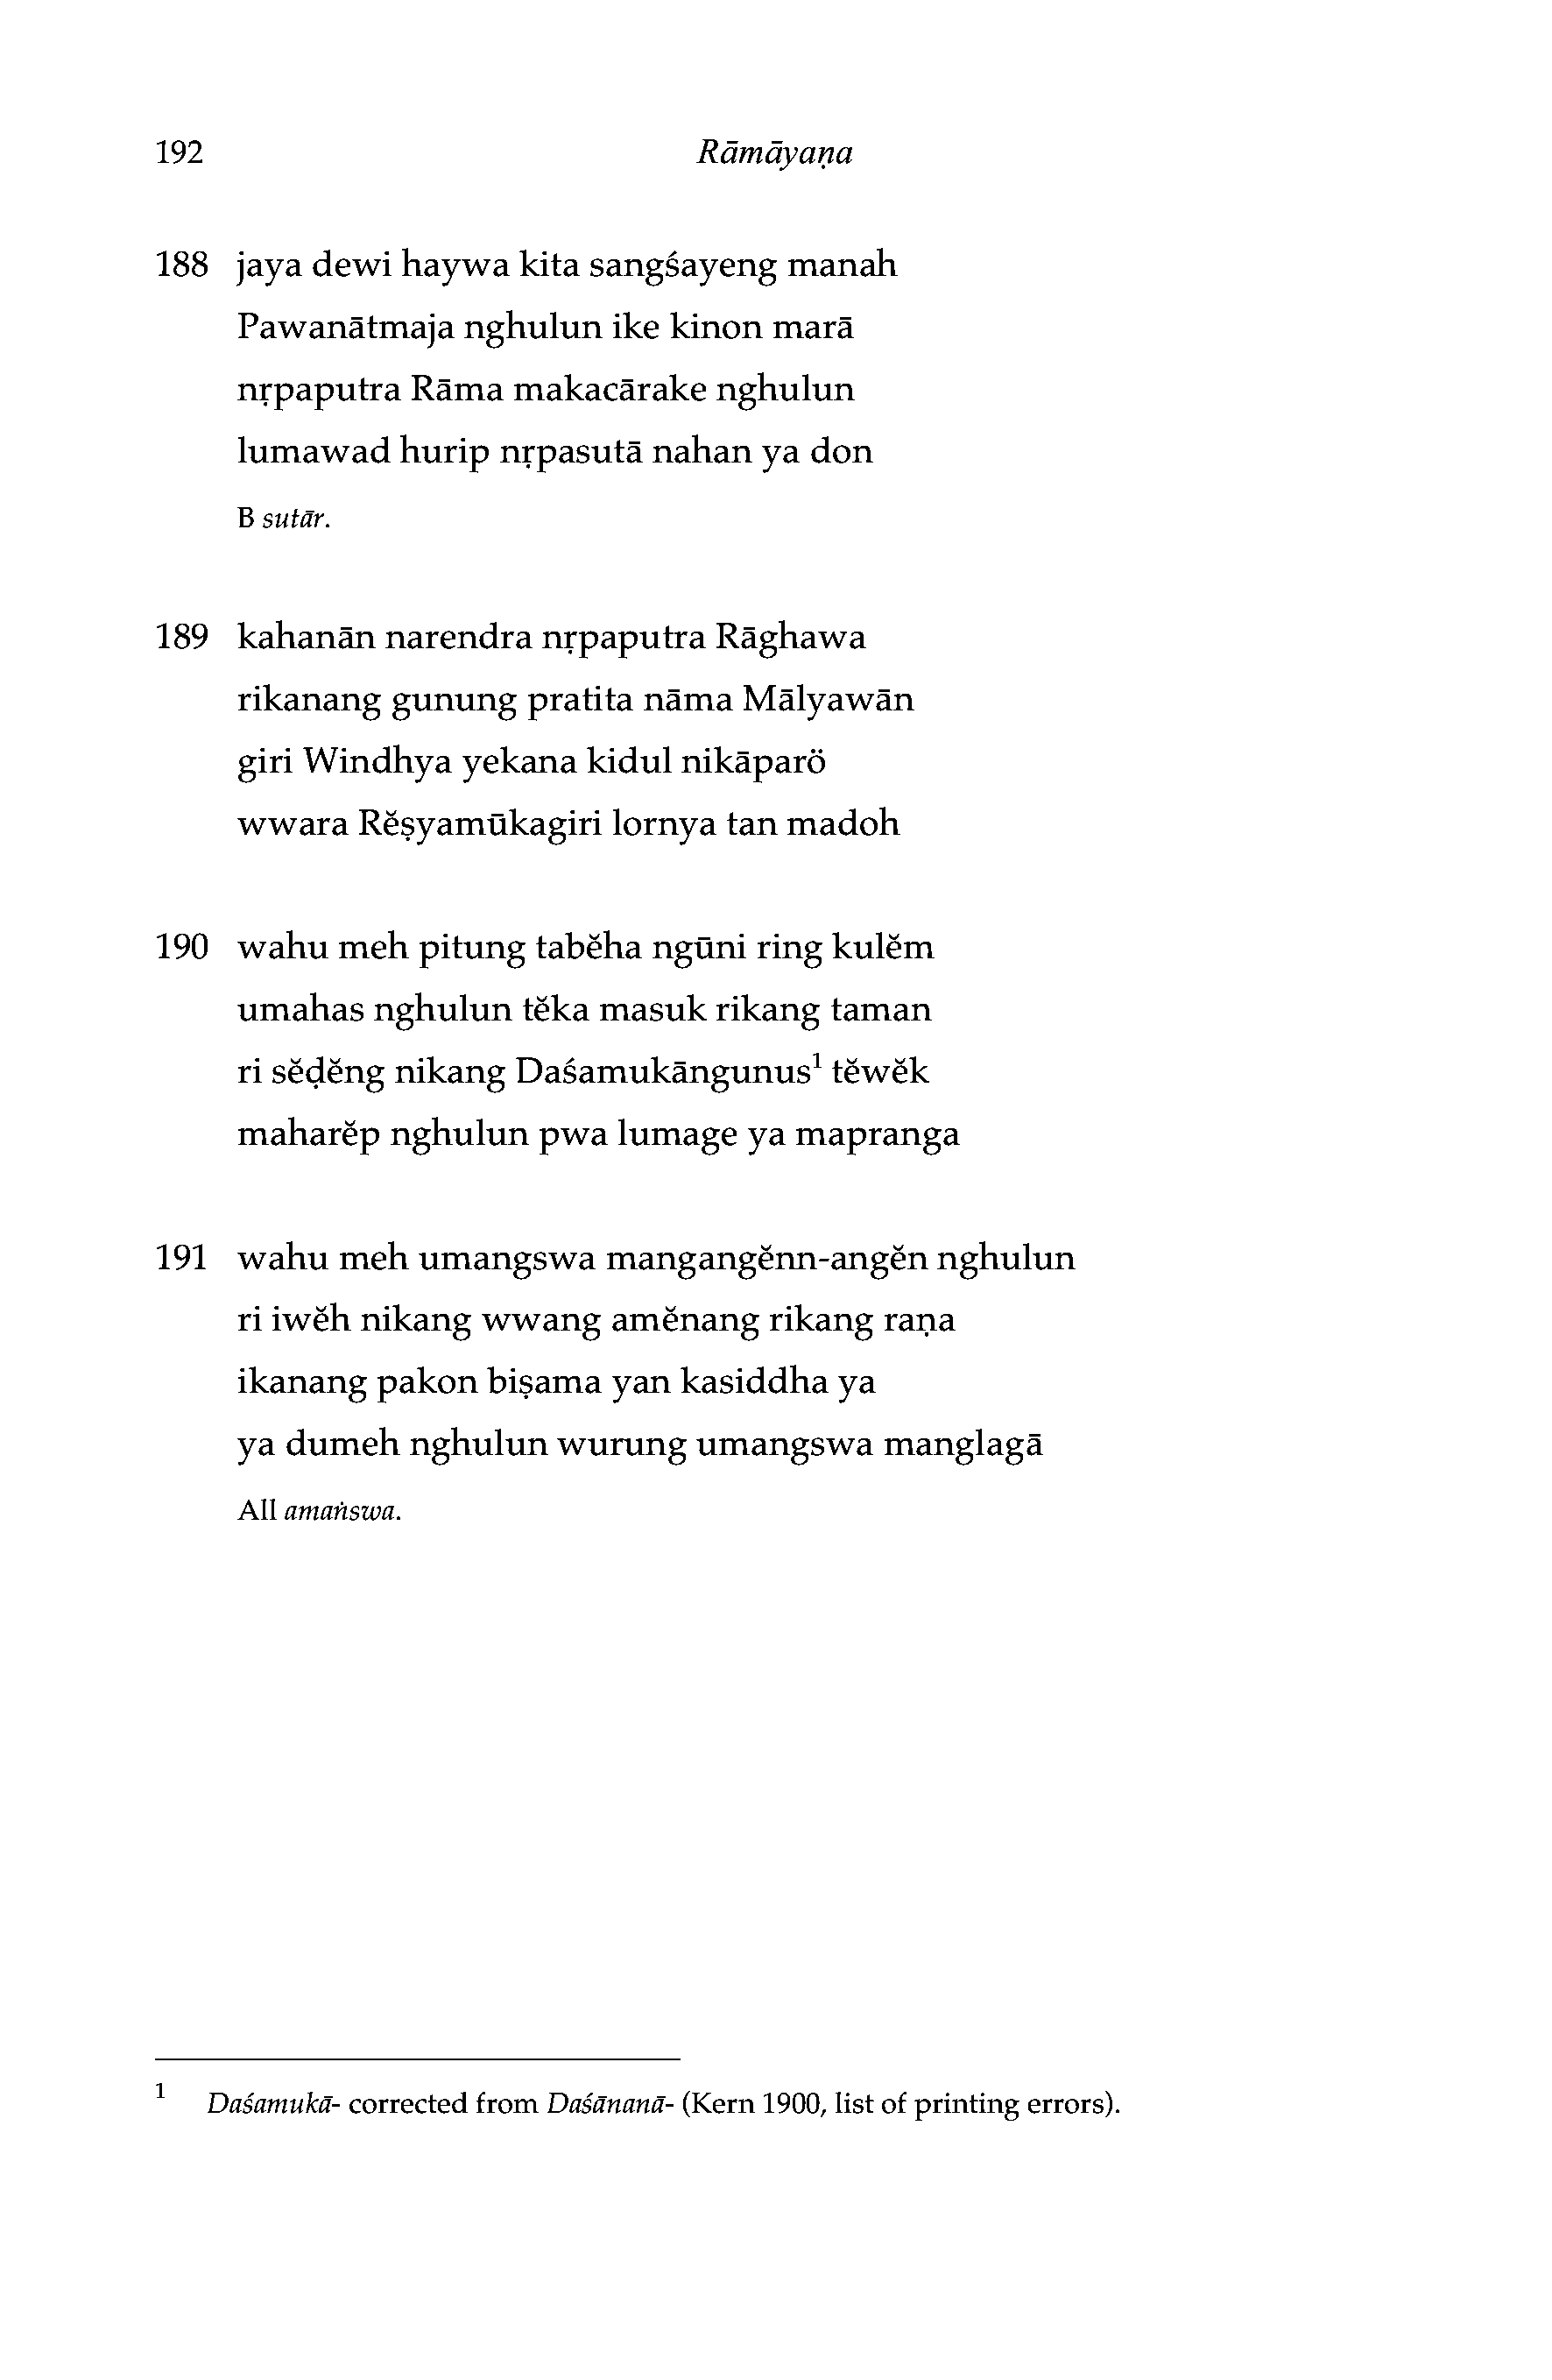 192 Rāmāyaṇa
188 jaya dewi haywa kita sangśayeng manah
Pawanātmaja nghulun ike kinon marā
nṛpaputra Rāma makacārake nghulun
lumawad hurip nṛpasutā nahan ya don
B sutār.
189 kahanān narendra nṛpaputra Rāghawa
rikanang gunung pratita nāma Mālyawān
giri Windhya yekana kidul nikāparö
wwara Rĕṣyamūkagiri lornya tan madoh
190 wahu meh pitung tabĕha ngūni ring kulĕm
umahas nghulun tĕka masuk rikang taman
ri sĕḍĕng nikang Daśamukāngunus¹ tĕwĕk
maharĕp nghulun pwa lumage ya mapranga
191 wahu meh umangswa mangangĕnn-angĕn nghulun
ri iwĕh nikang wwang amĕnang rikang raṇa
ikanang pakon biṣama yan kasiddha ya
ya dumeh nghulun wurung umangswa manglagā
All amaṅswa.
¹ Daśamukā- corrected from Daśānanā- (Kern 1900, list of printing errors).